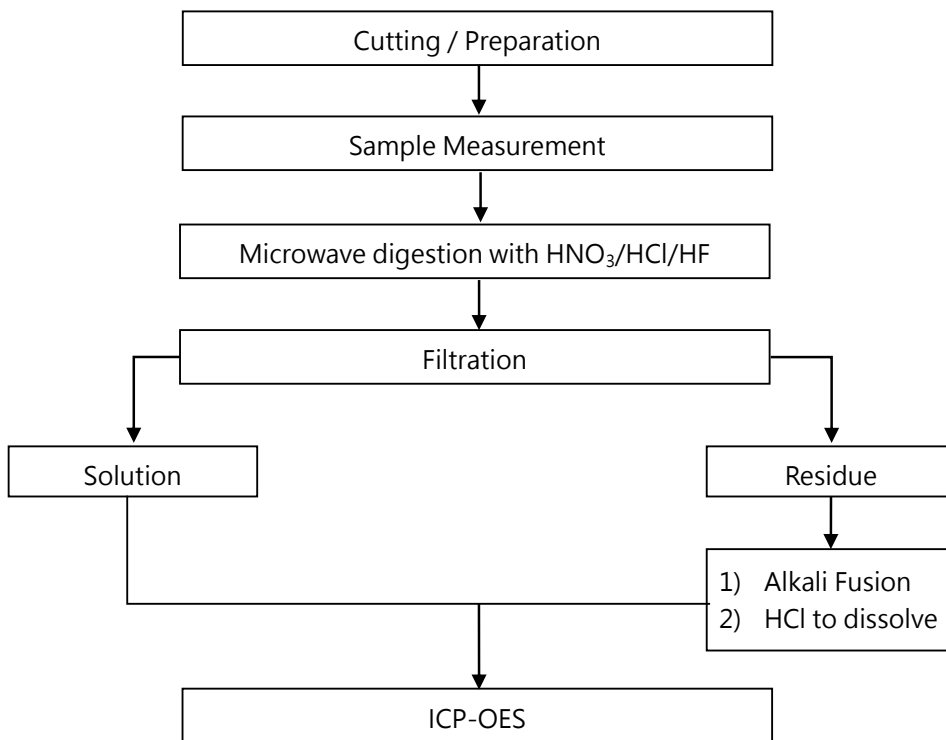 Cutting / Preparation
Sample Measurement
Microwave digestion with HNO₃/HCl/HF
Filtration
Solution
Residue
1) Alkali Fusion
2) HCl to dissolve
ICP-OES